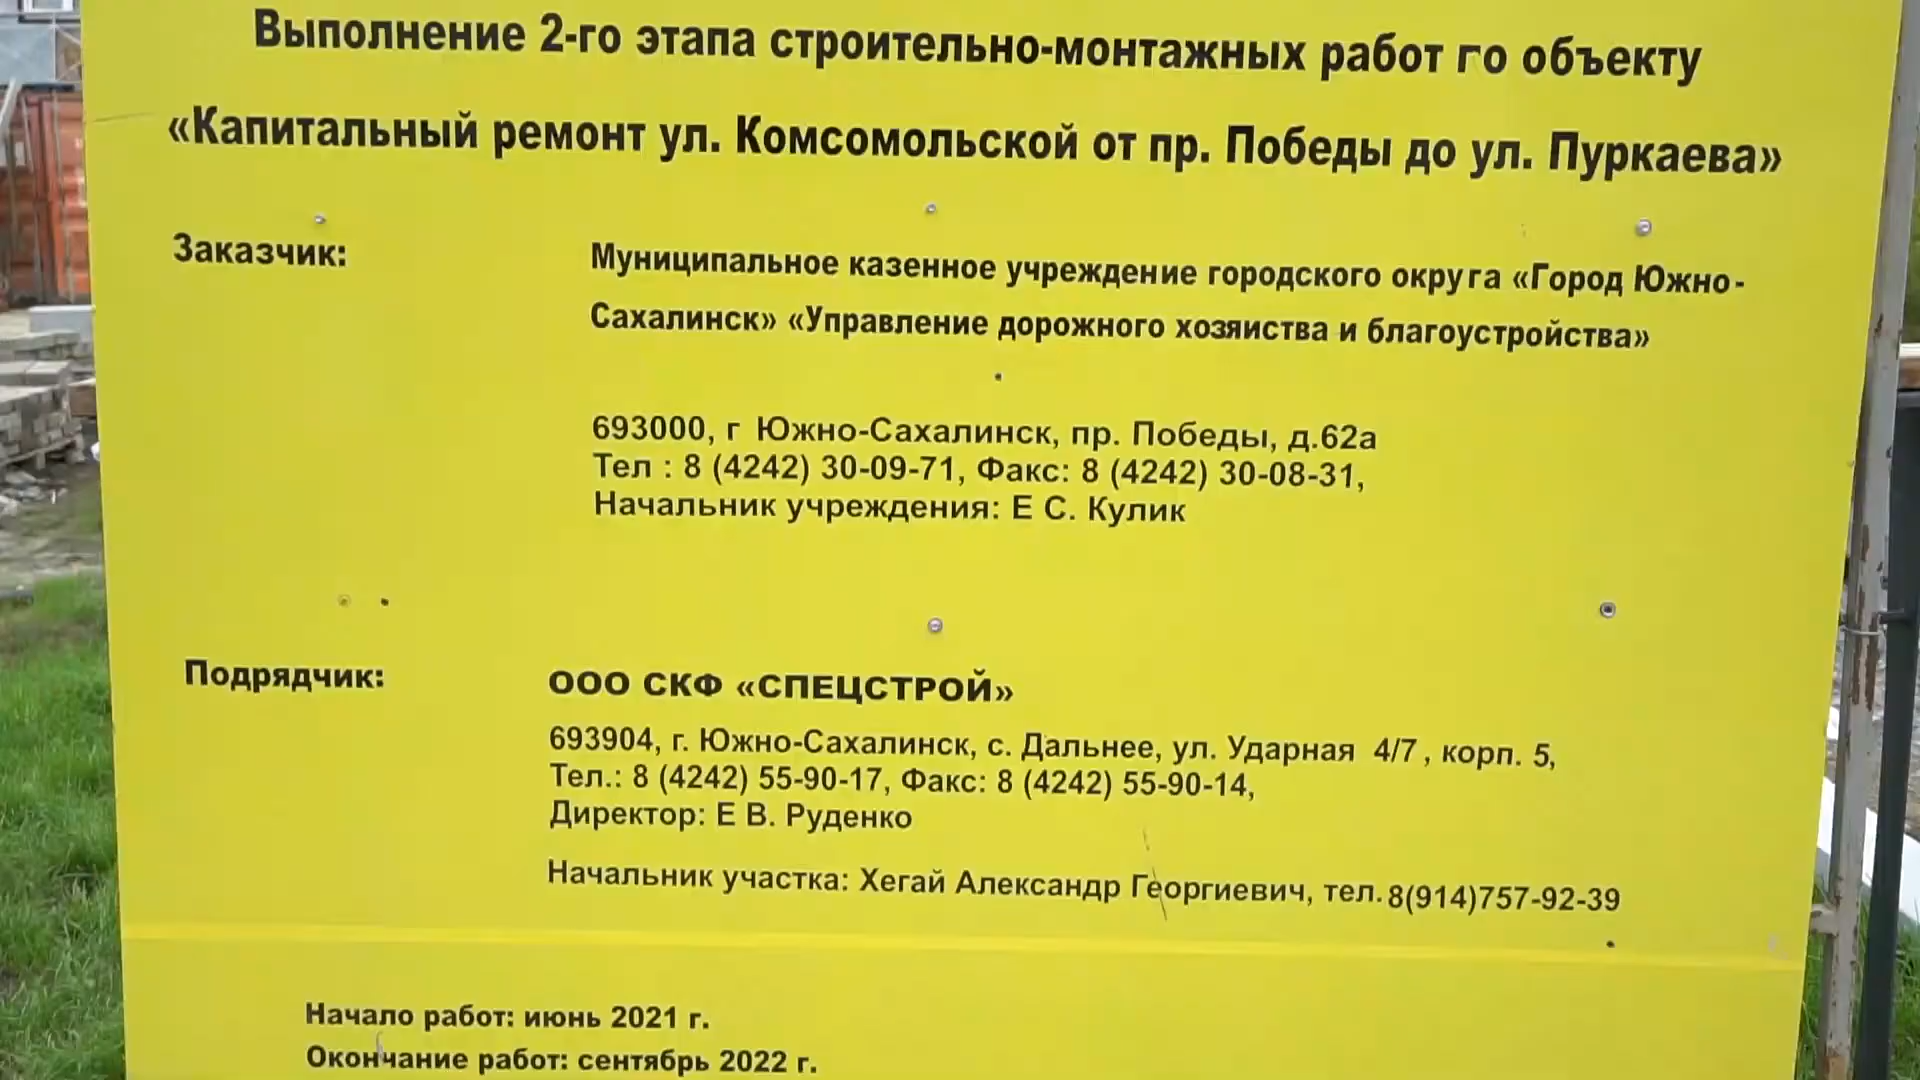 Выполнение 2-го этапа строительно-монтажных работ го объекту
«Капитальный ремонт ул. Комсомольской от пр. Победы до ул. Пуркаева»
Заказчик:
Муниципальное казенное учреждение городского округа «Город Южно-
Сахалинск» «Управление дорожного хозяиства и благоустройства»
693000, г Южно-Сахалинск, пр. Победы, д.62а
Тел : 8 (4242) 30-09-71, Факс: 8 (4242) 30-08-31,
Начальник учреждения: Е С. Кулик
Подрядчик:
ООО СКФ «СПЕЦСТРОЙ»
693904, г. Южно-Сахалинск, с. Дальнее, ул. Ударная 4/7, корп. 5,
Тел.: 8 (4242) 55-90-17, Факс: 8 (4242) 55-90-14,
Директор: Е В. Руденко
Начальник участка: Хегай Александр Георгиевич, тел.8(914)757-92-39
Начало работ: июнь 2021 г.
Окончание работ: сентябрь 2022 г.